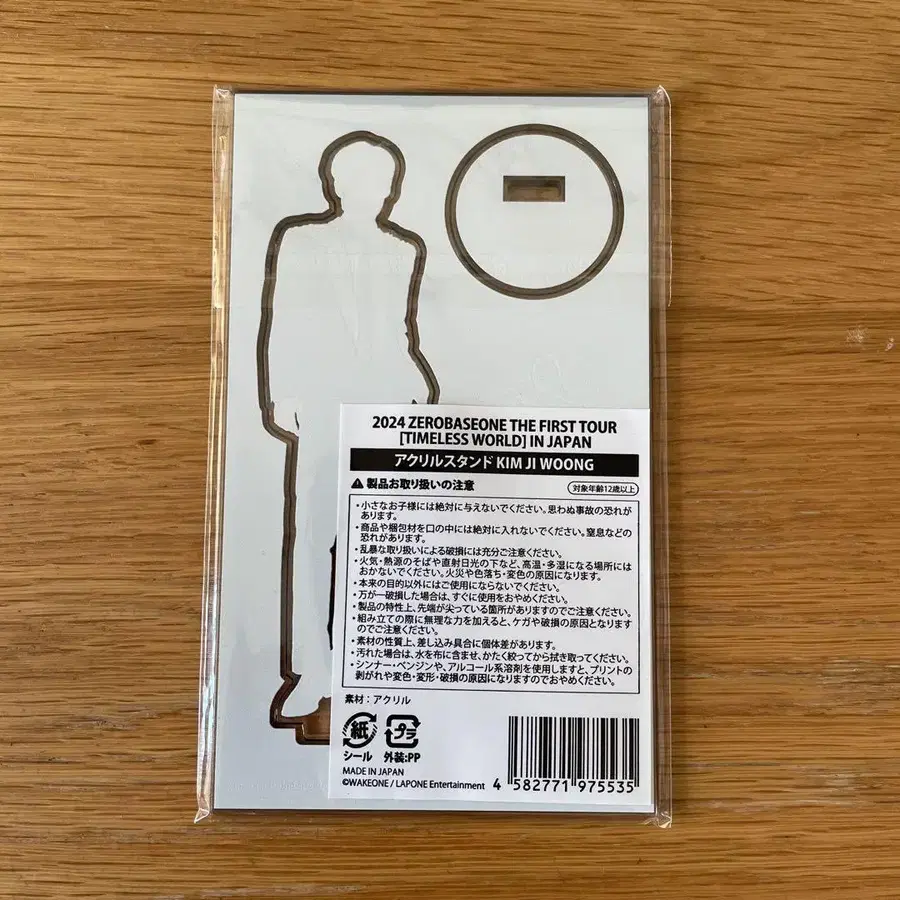 2024 ZEROBASEONE THE FIRST TOUR
[TIMELESS WORLD] IN JAPAN
アクリルスタンド KIM JI WOONG
製品お取り扱いの注意
対象年齢12歳以上
・小さなお子様には絶対に与えないでください。思わぬ事故の恐れが
あります。
・商品や梱包材を口の中には絶対に入れないでください。窒息などの
恐れがあります。
・乱暴な取り扱いによる破損には充分ご注意ください。
・火気・熱源のそばや直射日光の下など、高温・多湿になる場所には
おかないでください。火災や色落ち・変色の原因になります。
・本来の目的以外にはご使用にならないでください。
・万が一破損した場合は、すぐに使用をおやめください。
・製品の特性上、先端が尖っている箇所がありますのでご注意ください。
・組み立ての際に無理な力を加えると、ケガや破損の原因となります
のでご注意ください。
・素材の性質上、差し込み具合に個体差があります。
・汚れた場合は、水を布に含ませ、かたく絞ってから拭き取ってください。
・シンナー・ベンジンや、アルコール系溶剤を使用しますと、プリントの
剥がれや変色・変形・破損の原因になりますのでおやめください。
素材：アクリル
紙
シール
プラ
外装:PP
MADE IN JAPAN
©WAKEONE / LAPONE Entertainment
4 582771 975535